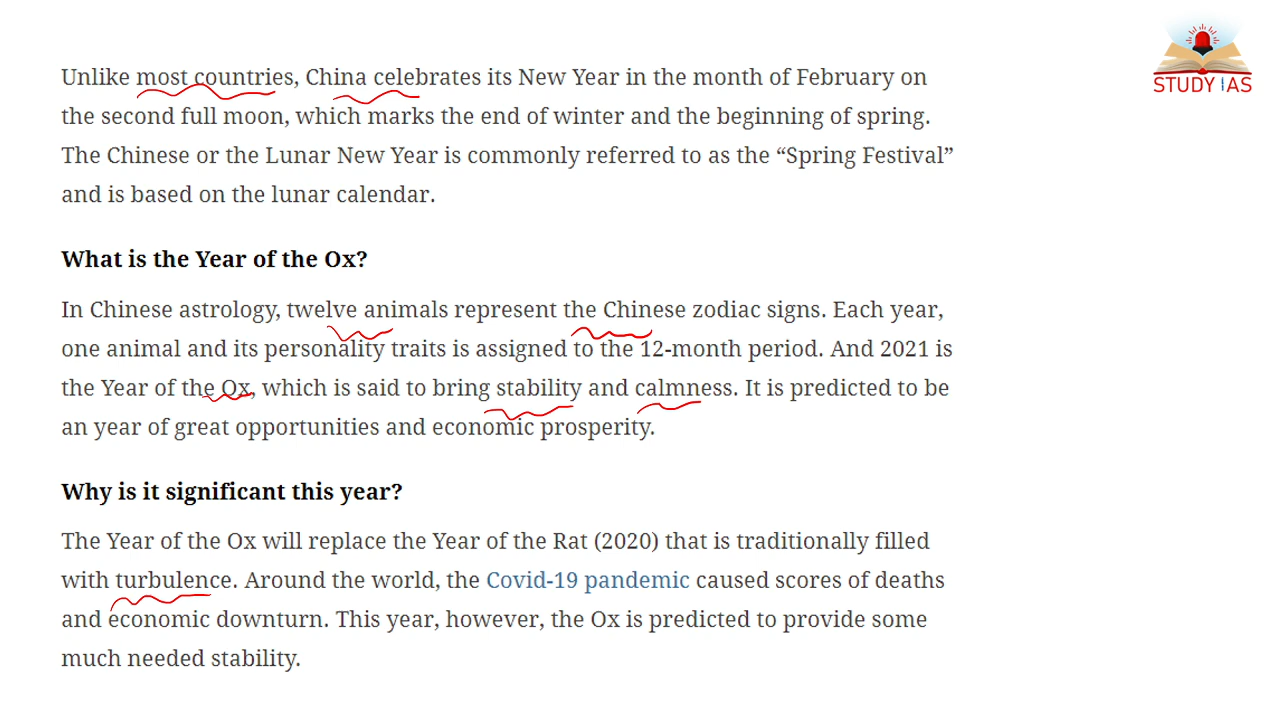 STUDY IAS
Unlike most countries, China celebrates its New Year in the month of February on
the second full moon, which marks the end of winter and the beginning of spring.
The Chinese or the Lunar New Year is commonly referred to as the “Spring Festival”
and is based on the lunar calendar.
What is the Year of the Ox?
In Chinese astrology, twelve animals represent the Chinese zodiac signs. Each year,
one animal and its personality traits is assigned to the 12-month period. And 2021 is
the Year of the Ox, which is said to bring stability and calmness. It is predicted to be
an year of great opportunities and economic prosperity.
Why is it significant this year?
The Year of the Ox will replace the Year of the Rat (2020) that is traditionally filled
with turbulence. Around the world, the Covid-19 pandemic caused scores of deaths
and economic downturn. This year, however, the Ox is predicted to provide some
much needed stability.